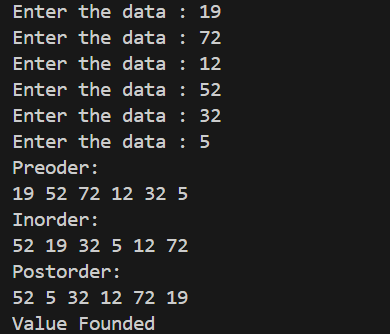 Enter the data : 19
Enter the data : 72
Enter the data : 12
Enter the data : 52
Enter the data : 32
Enter the data : 5
Preoder:
19 52 72 12 32 5
Inorder:
52 19 32 5 12 72
Postorder:
52 5 32 12 72 19
Value Founded